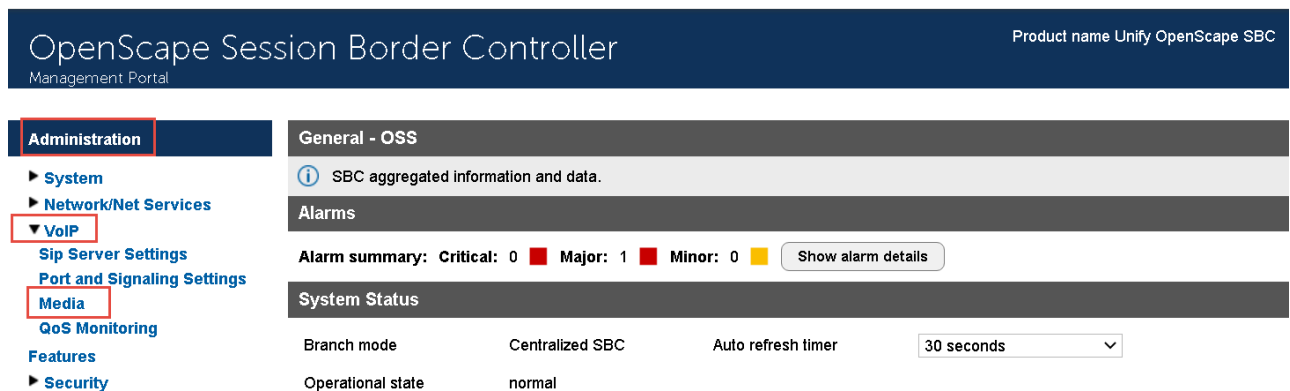 OpenScape Session Border Controller
Management Portal
Product name Unify OpenScape SBC
Administration
System
Network/Net Services
VoIP
Sip Server Settings
Port and Signaling Settings
Media
QoS Monitoring
Features
Security
General - OSS
SBC aggregated information and data.
Alarms
Alarm summary: Critical: 0 Major: 1 Minor: 0 Show alarm details
System Status
Branch mode Centralized SBC Auto refresh timer 30 seconds
Operational state normal